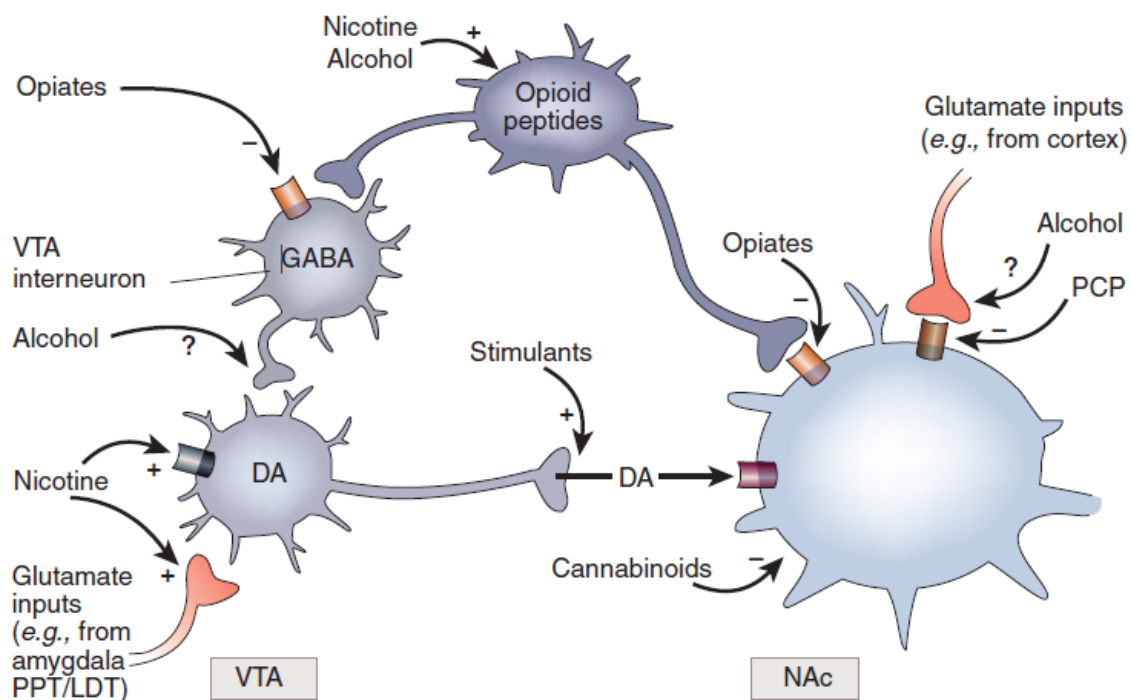 Nicotine
Alcohol
+
Opiates
–
Opioid
peptides
Glutamate inputs
(e.g., from cortex)
VTA
interneuron
GABA
Opiates
–
Alcohol
?
PCP
–
Alcohol
?
Stimulants
+
Nicotine
+
DA
DA
+
Cannabinoids
–
Glutamate
inputs
(e.g., from
amygdala
PPT/LDT)
VTA
NAc